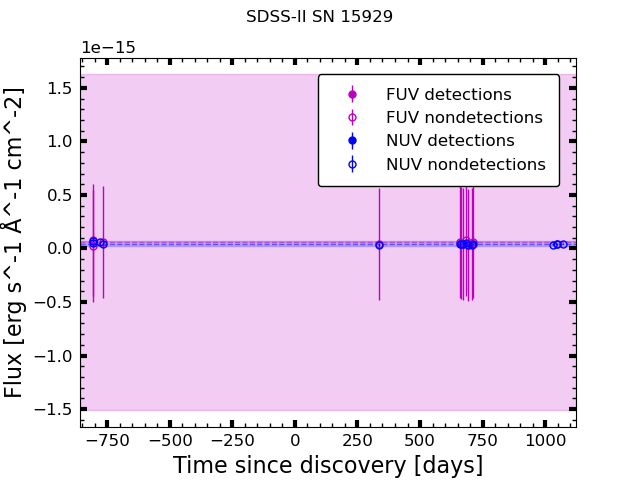 SDSS-II SN 15929
1e−15
1.5
1.0
0.5
0.0
−0.5
−1.0
−1.5
Flux [erg s^-1 Å^-1 cm^-2]
FUV detections
FUV nondetections
NUV detections
NUV nondetections
−750 −500 −250 0 250 500 750 1000
Time since discovery [days]